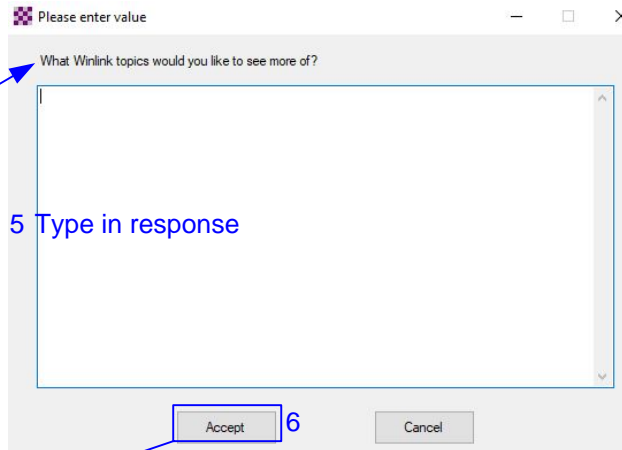 Please enter value
What Winlink topics would you like to see more of?
5 Type in response
Accept 6 Cancel